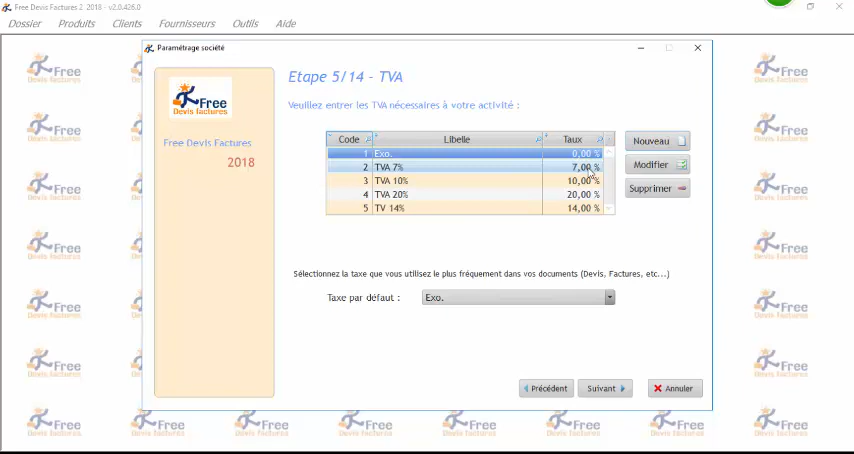 Free Devis Factures 2 2018 - v2.0.426.0
Dossier Produits Clients Fournisseurs Outils Aide
Paramétrage société
Free
Devis factures
Free Devis Factures
2018
Etape 5/14 - TVA
Veuillez entrer les TVA nécessaires à votre activité :
Code Libelle Taux
1 Exo. 0,00 %
2 TVA 7% 7,00 %
3 TVA 10% 10,00 %
4 TVA 20% 20,00 %
5 TV 14% 14,00 %
Nouveau
Modifier
Supprimer
Sélectionnez la taxe que vous utilisez le plus fréquement dans vos documents (Devis, Factures, etc...)
Taxe par défaut : Exo.
Précédent Suivant Annuler